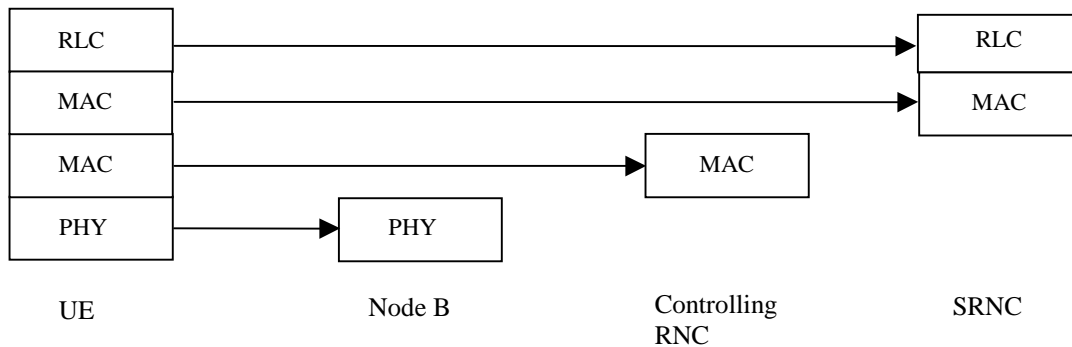 RLC
RLC
MAC
MAC
MAC
MAC
PHY
PHY
UE
Node B
Controlling
RNC
SRNC